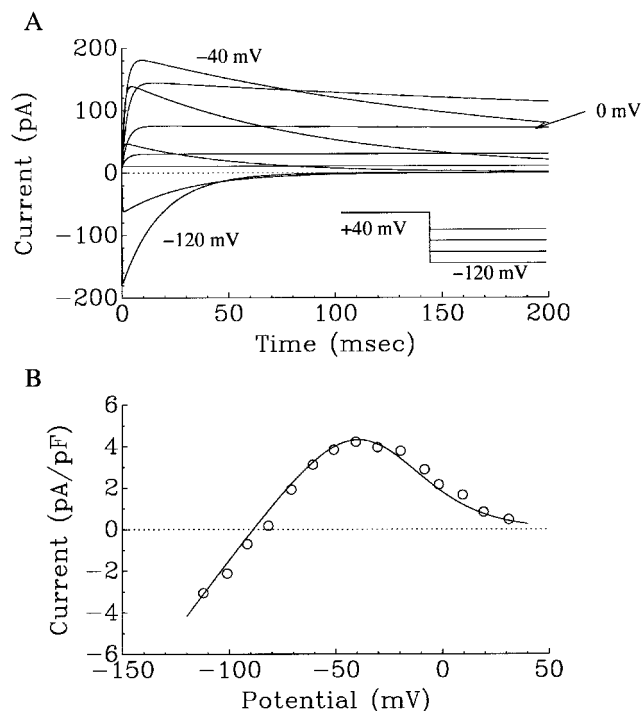 A
200
100
0
−100
−200
Current (pA)
−40 mV
0 mV
−120 mV
+40 mV
−120 mV
0
50
100
150
200
Time (msec)
B
6
4
2
0
−2
−4
−6
Current (pA/pF)
−150
−100
−50
0
50
Potential (mV)